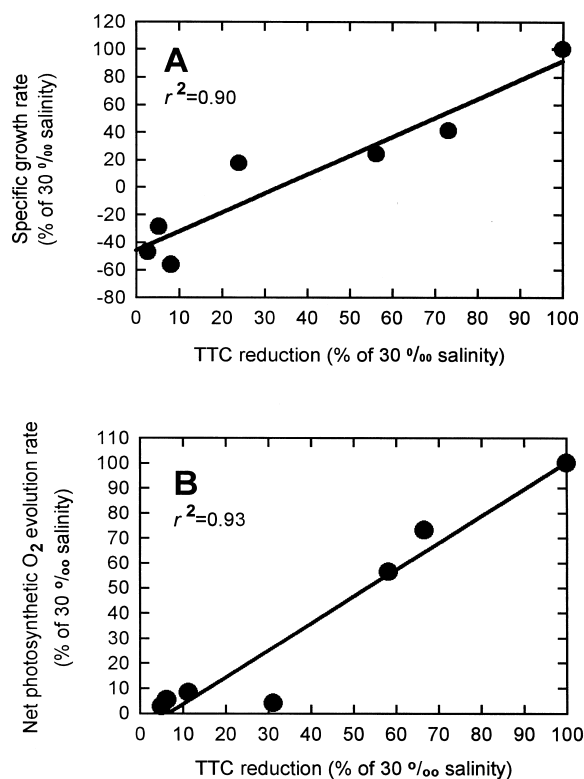 A
r ²=0.90
120
100
80
60
40
20
0
-20
-40
-60
-80
0 10 20 30 40 50 60 70 80 90 100
Specific growth rate
(% of 30 ‰ salinity)
TTC reduction (% of 30 ‰ salinity)
B
r ²=0.93
110
100
90
80
70
60
50
40
30
20
10
0
0 10 20 30 40 50 60 70 80 90 100
Net photosynthetic O₂ evolution rate
(% of 30 ‰ salinity)
TTC reduction (% of 30 ‰ salinity)